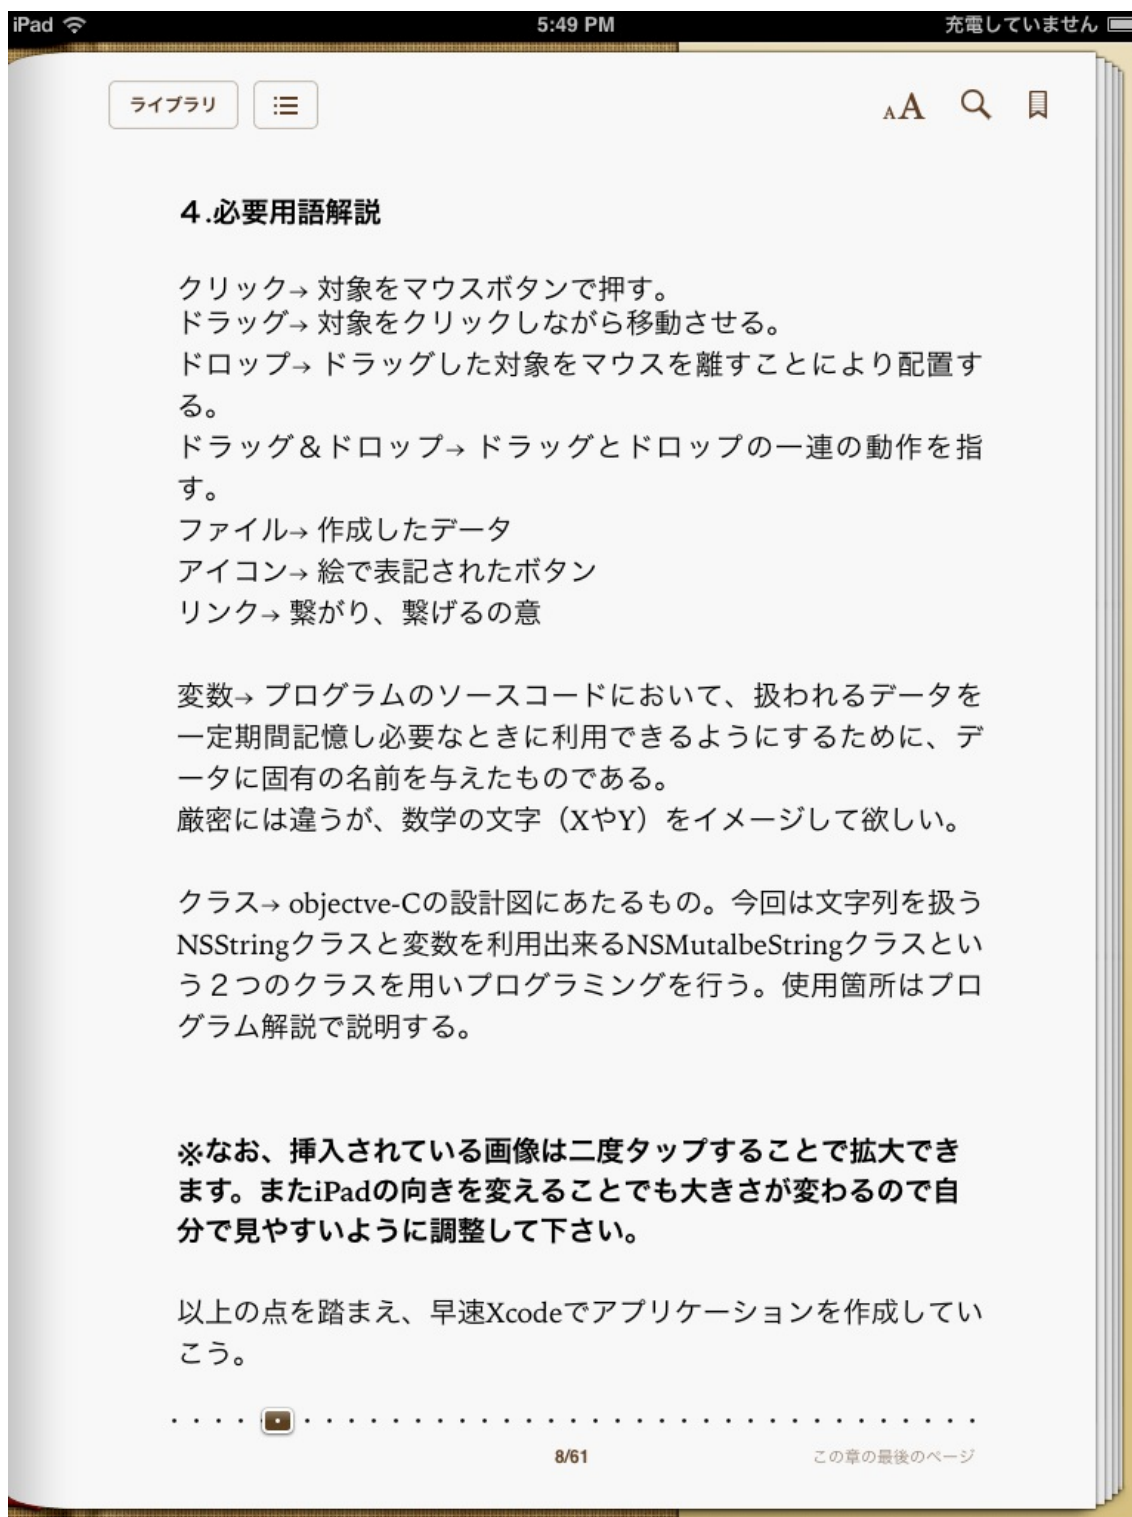 iPad 5:49 PM 充電していません
ライブラリ AA
４.必要用語解説
クリック→ 対象をマウスボタンで押す。
ドラッグ→ 対象をクリックしながら移動させる。
ドロップ→ ドラッグした対象をマウスを離すことにより配置す
る。
ドラッグ＆ドロップ→ ドラッグとドロップの一連の動作を指
す。
ファイル→ 作成したデータ
アイコン→ 絵で表記されたボタン
リンク→ 繋がり、繋げるの意
変数→ プログラムのソースコードにおいて、扱われるデータを
一定期間記憶し必要なときに利用できるようにするために、デ
ータに固有の名前を与えたものである。
厳密には違うが、数学の文字（XやY）をイメージして欲しい。
クラス→ objectve-Cの設計図にあたるもの。今回は文字列を扱う
NSStringクラスと変数を利用出来るNSMutalbeStringクラスとい
う２つのクラスを用いプログラミングを行う。使用箇所はプロ
グラム解説で説明する。
※なお、挿入されている画像は二度タップすることで拡大でき
ます。またiPadの向きを変えることでも大きさが変わるので自
分で見やすいように調整して下さい。
以上の点を踏まえ、早速Xcodeでアプリケーションを作成してい
こう。
8/61 この章の最後のページ